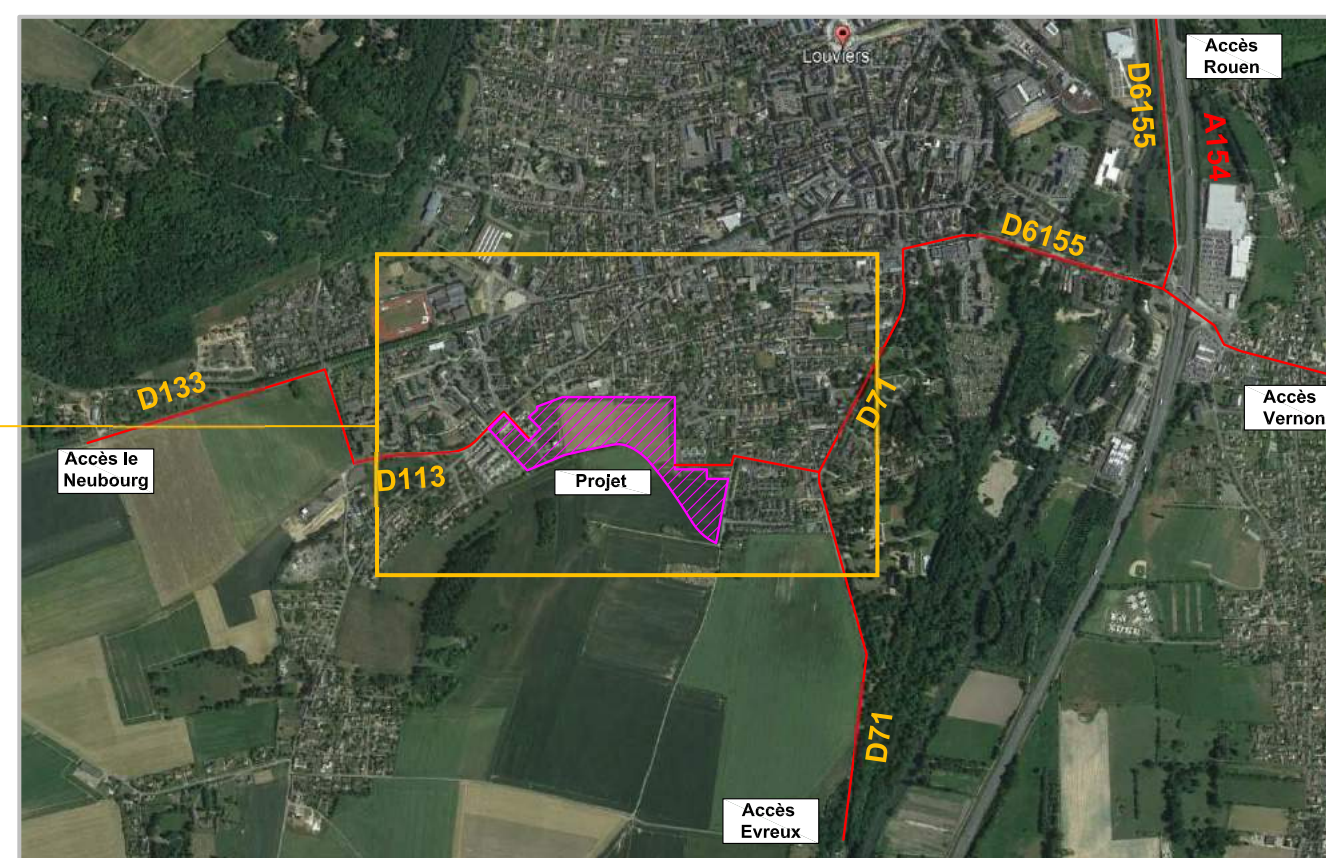 Louviers
Accès
Rouen
D6155
A154
D6155
D133
D71
Accès
Vernon
Accès le
Neubourg
D113
Projet
D71
Accès
Evreux